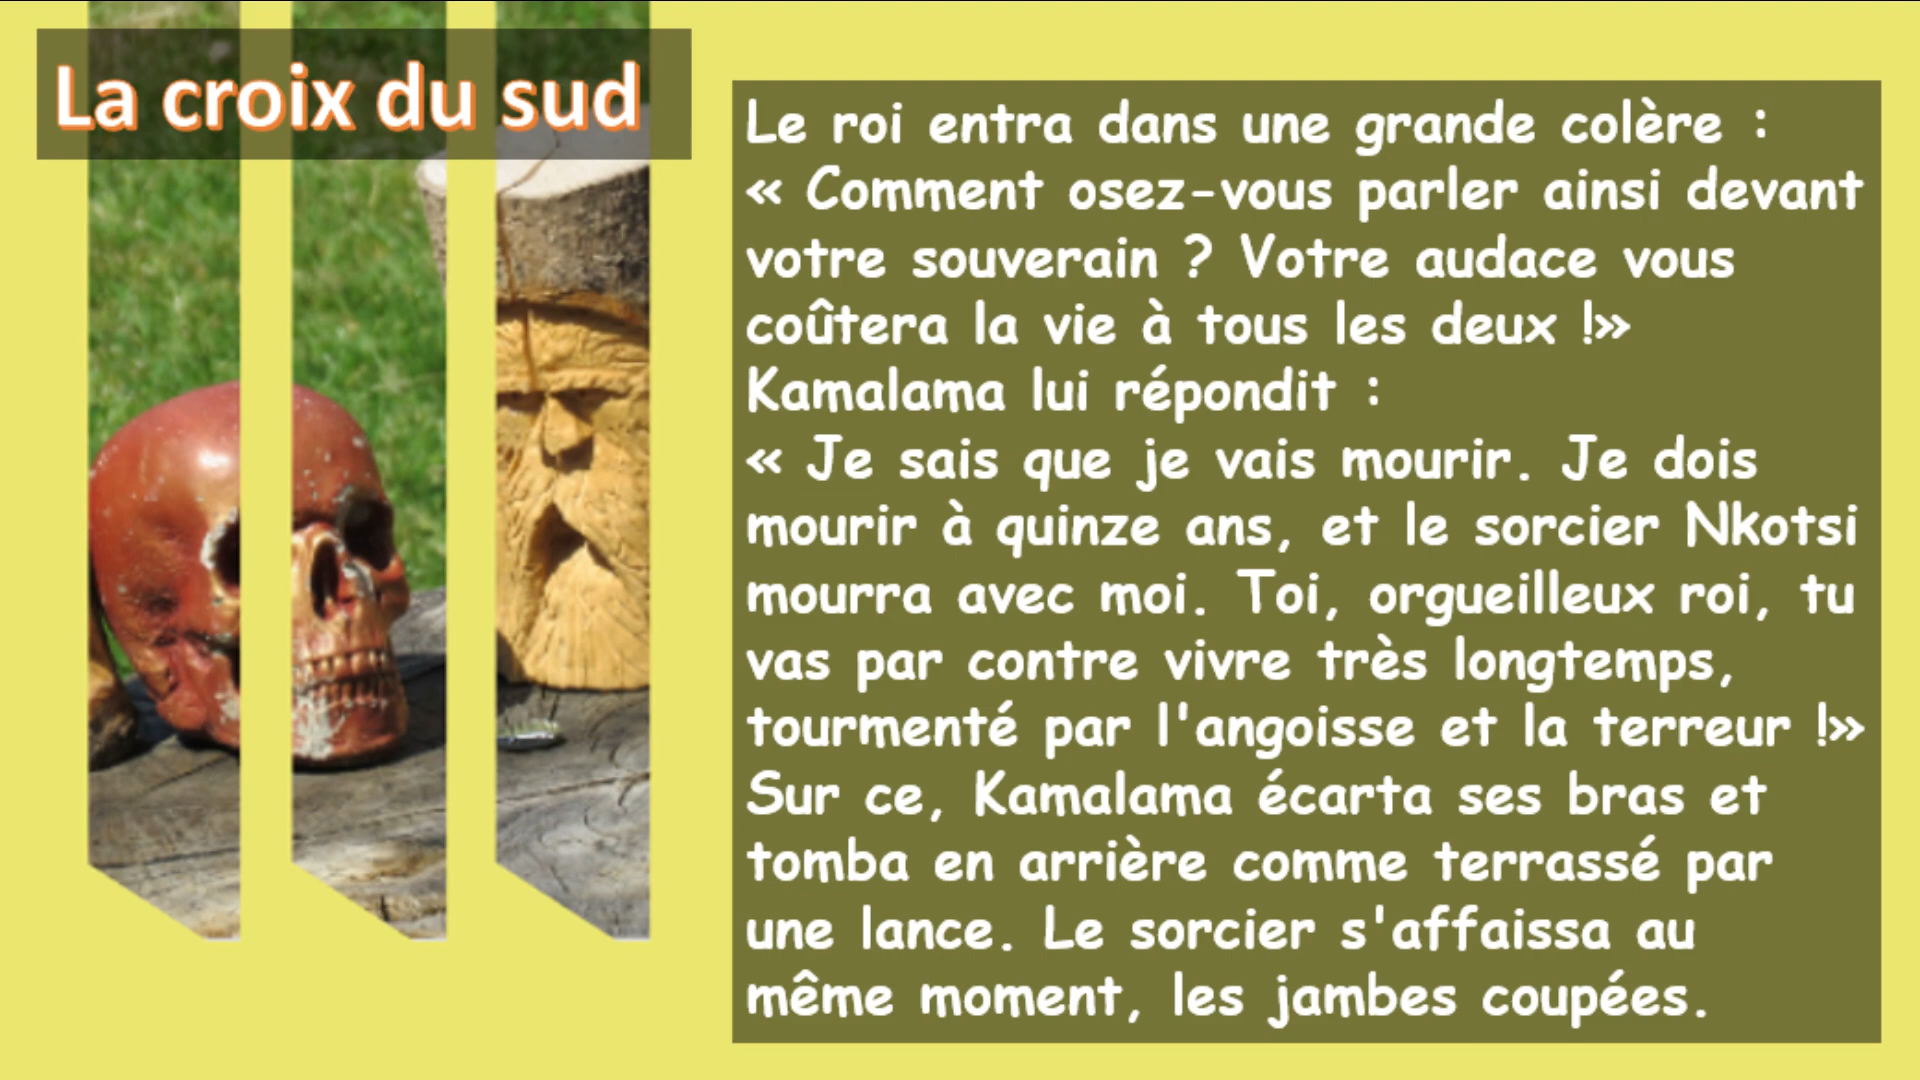 La croix du sud
Le roi entra dans une grande colère :
« Comment osez-vous parler ainsi devant
votre souverain ? Votre audace vous
coûtera la vie à tous les deux !»
Kamalama lui répondit :
« Je sais que je vais mourir. Je dois
mourir à quinze ans, et le sorcier Nkotsi
mourra avec moi. Toi, orgueilleux roi, tu
vas par contre vivre très longtemps,
tourmenté par l'angoisse et la terreur !»
Sur ce, Kamalama écarta ses bras et
tomba en arrière comme terrassé par
une lance. Le sorcier s'affaissa au
même moment, les jambes coupées.